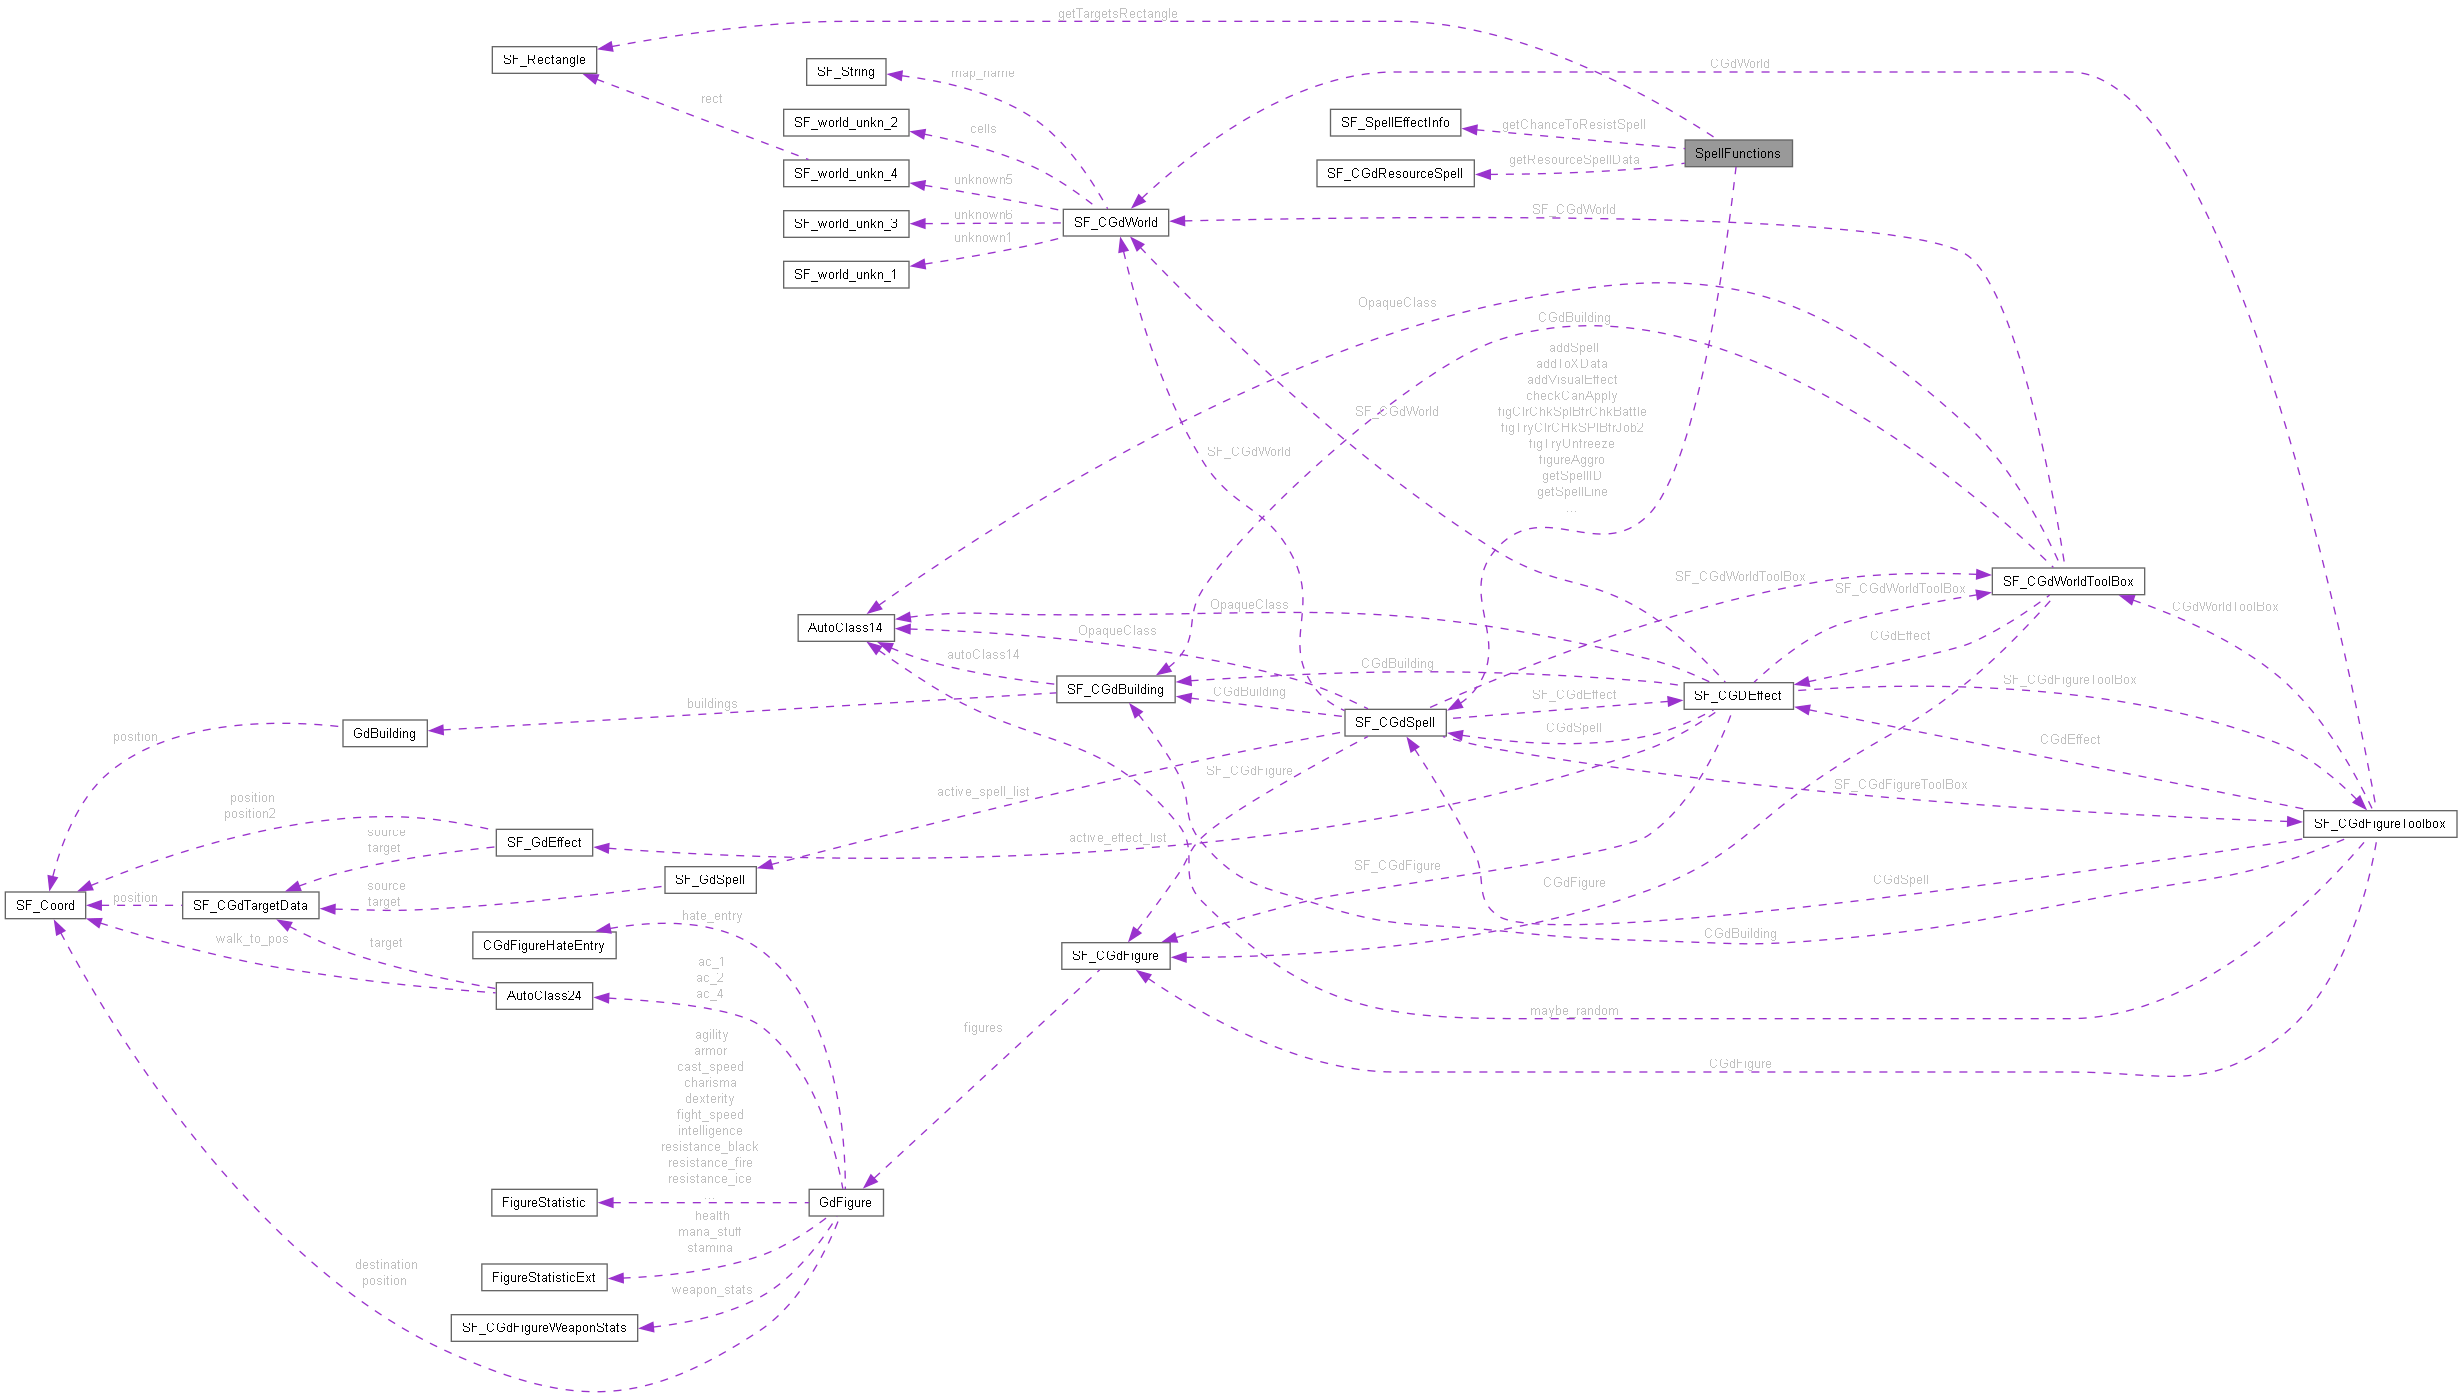 getTargetsRectangle
SF_Rectangle
SF_String
map_name
CGdWorld
rect
SF_world_unkn_2
cells
SF_SpellEffectInfo
getChanceToResistSpell
SpellFunctions
SF_world_unkn_4
unknown5
SF_CGdResourceSpell
getResourceSpellData
SF_world_unkn_3
unknown6
SF_CGdWorld
SF_CGdWorld
unknown1
SF_world_unkn_1
OpaqueClass
CGdBuilding
addSpell
addToXData
addVisualEffect
checkCanApply
figClrChkSplBfrChkBattle
figTryClrCHkSPlBfrJob2
figTryUnfreeze
figureAggro
getSpellID
getSpellLine
...
SF_CGdWorld
SF_CGdWorld
SF_CGdWorldToolBox
SF_CGdWorldToolBox
SF_CGdWorldToolBox
CGdWorldToolBox
OpaqueClass
AutoClass14
OpaqueClass
CGdEffect
autoClass14
CGdBuilding
SF_CGdFigureToolBox
SF_CGdBuilding
CGdBuilding
SF_CGdEffect
SF_CGDEffect
buildings
SF_CGdSpell
CGdSpell
GdBuilding
position
CGdEffect
SF_CGdFigure
SF_CGdFigureToolBox
active_spell_list
position
position2
SF_CGdFigureToolbox
source
target
SF_GdEffect
active_effect_list
SF_CGdFigure
SF_GdSpell
CGdFigure
CGdSpell
source
target
SF_Coord
position
SF_CGdTargetData
hate_entry
CGdBuilding
walk_to_pos
target
CGdFigureHateEntry
SF_CGdFigure
ac_1
ac_2
ac_4
AutoClass24
maybe_random
figures
CGdFigure
agility
armor
cast_speed
charisma
dexterity
fight_speed
intelligence
resistance_black
resistance_fire
resistance_ice
...
FigureStatistic
GdFigure
health
mana_stuff
stamina
destination
position
FigureStatisticExt
weapon_stats
SF_CGdFigureWeaponStats